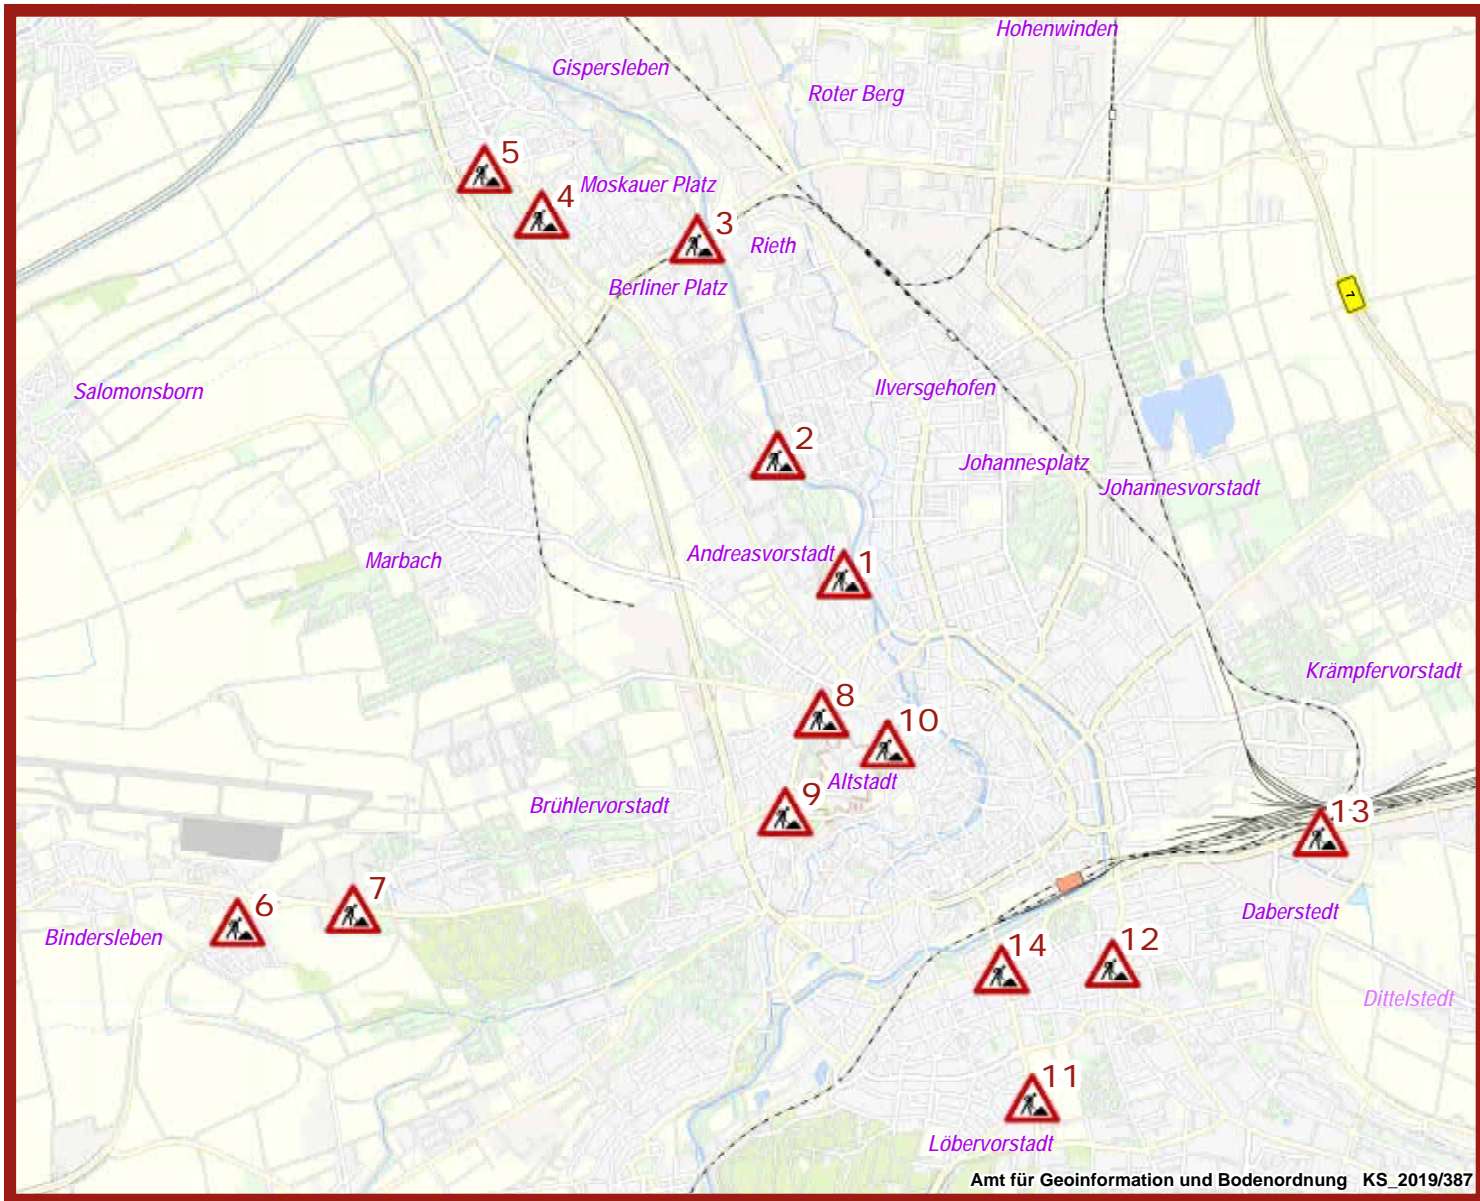 Hohenwinden
Gispersleben
Roter Berg
5
Moskauer Platz
4
3
Rieth
Berliner Platz
7
Salomonsborn
Ilversgehofen
2
Johannesplatz
Johannesvorstadt
Andreasvorstadt
1
Marbach
Krämpfervorstadt
8
10
Altstadt
9
Brühlervorstadt
13
7
6
Daberstedt
Bindersleben
14
12
Dittelstedt
11
Löbervorstadt
Amt für Geoinformation und Bodenordnung KS_2019/387